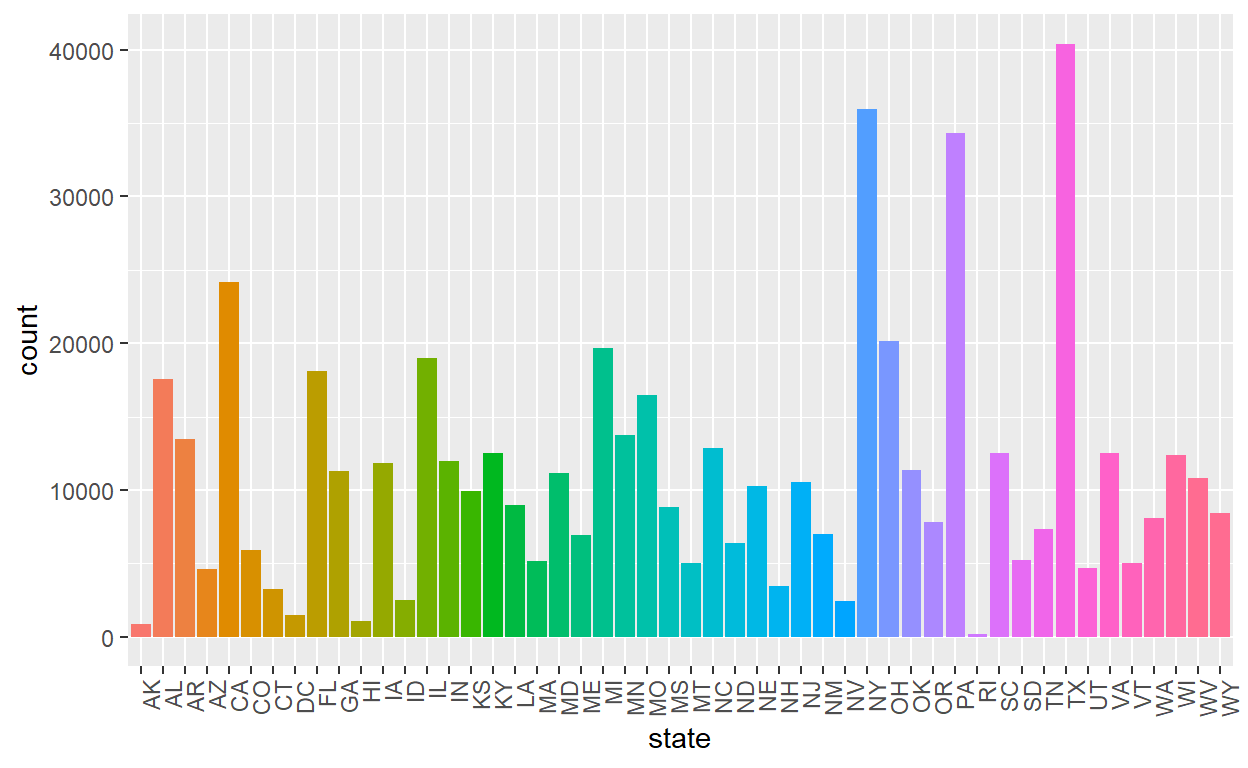 40000
30000
20000
10000
0
count
AK AL AR AZ CA CO CT DC FL GA HI IA ID IL IN KS KY LA MA MD ME MI MN MO MS MT NC ND NE NH NJ NM NV NY OH OK OR PA RI SC SD TN TX UT VA VT WA WI WV WY
state